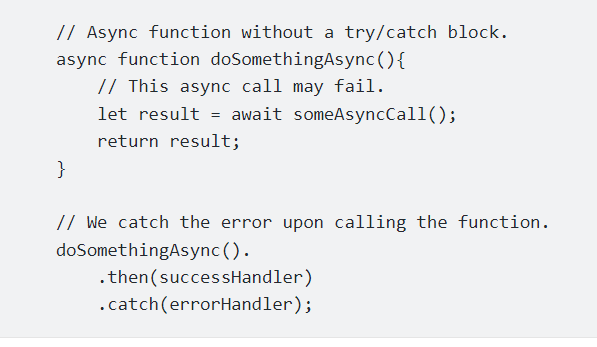 // Async function without a try/catch block.
async function doSomethingAsync(){
    // This async call may fail.
    let result = await someAsyncCall();
    return result;
}

// We catch the error upon calling the function.
doSomethingAsync().
    .then(successHandler)
    .catch(errorHandler);